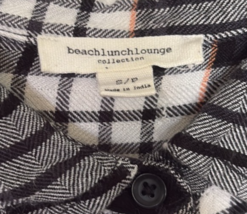 beachlunchlounge
collection
S/P
Made in India